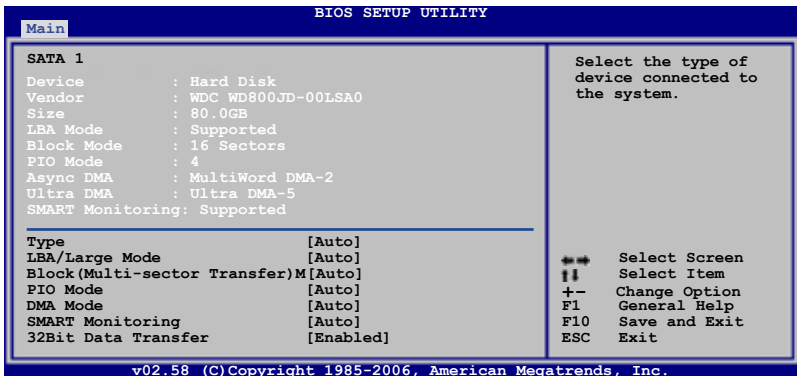 BIOS SETUP UTILITY
Main
SATA 1
Device : Hard Disk
Vendor : WDC WD800JD-00LSA0
Size : 80.0GB
LBA Mode : Supported
Block Mode : 16 Sectors
PIO Mode : 4
Async DMA : MultiWord DMA-2
Ultra DMA : Ultra DMA-5
SMART Monitoring: Supported
Type [Auto]
LBA/Large Mode [Auto]
Block(Multi-sector Transfer)M[Auto]
PIO Mode [Auto]
DMA Mode [Auto]
SMART Monitoring [Auto]
32Bit Data Transfer [Enabled]
Select the type of
device connected to
the system.
←→ Select Screen
↑↓ Select Item
+- Change Option
F1 General Help
F10 Save and Exit
ESC Exit
v02.58 (C)Copyright 1985-2006, American Megatrends, Inc.